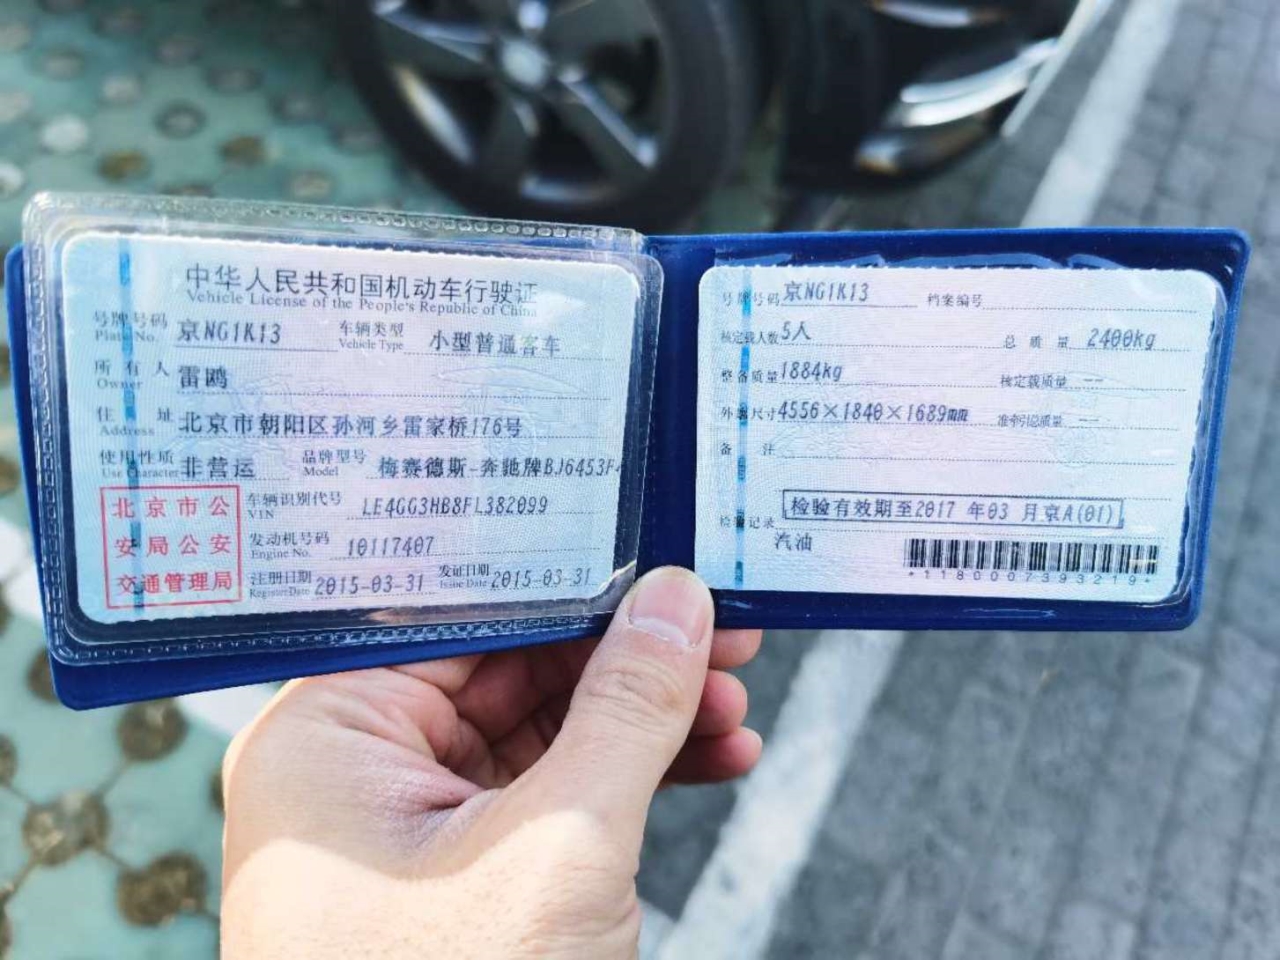 中华人民共和国机动车行驶证
Vehicle License of the People's Republic of China
号牌号码 京NG1K13 车辆类型 小型普通客车
Plate No. Vehicle Type
所有人 雷鸥
Owner
住址 北京市朝阳区孙河乡雷家桥176号
Address
使用性质 非营运 品牌型号 梅赛德斯-奔驰牌BJ6453F
Use Character Model
北京市公
安局公安
交通管理局
车辆识别代号 LE4GG3HB8FL382099
VIN
发动机号码 10117407
Engine No.
注册日期 2015-03-31 发证日期 2015-03-31
Register Date Issue Date
号牌号码 京NG1K13 档案编号
核定载人数 5人 总质量 2400kg
整备质量 1884kg 核定载质量 --
外廓尺寸 4556×1840×1689mm 准牵引总质量 --
备注
检验有效期至2017 年03 月京A(01)
检验记录
汽油
*1180007393219*